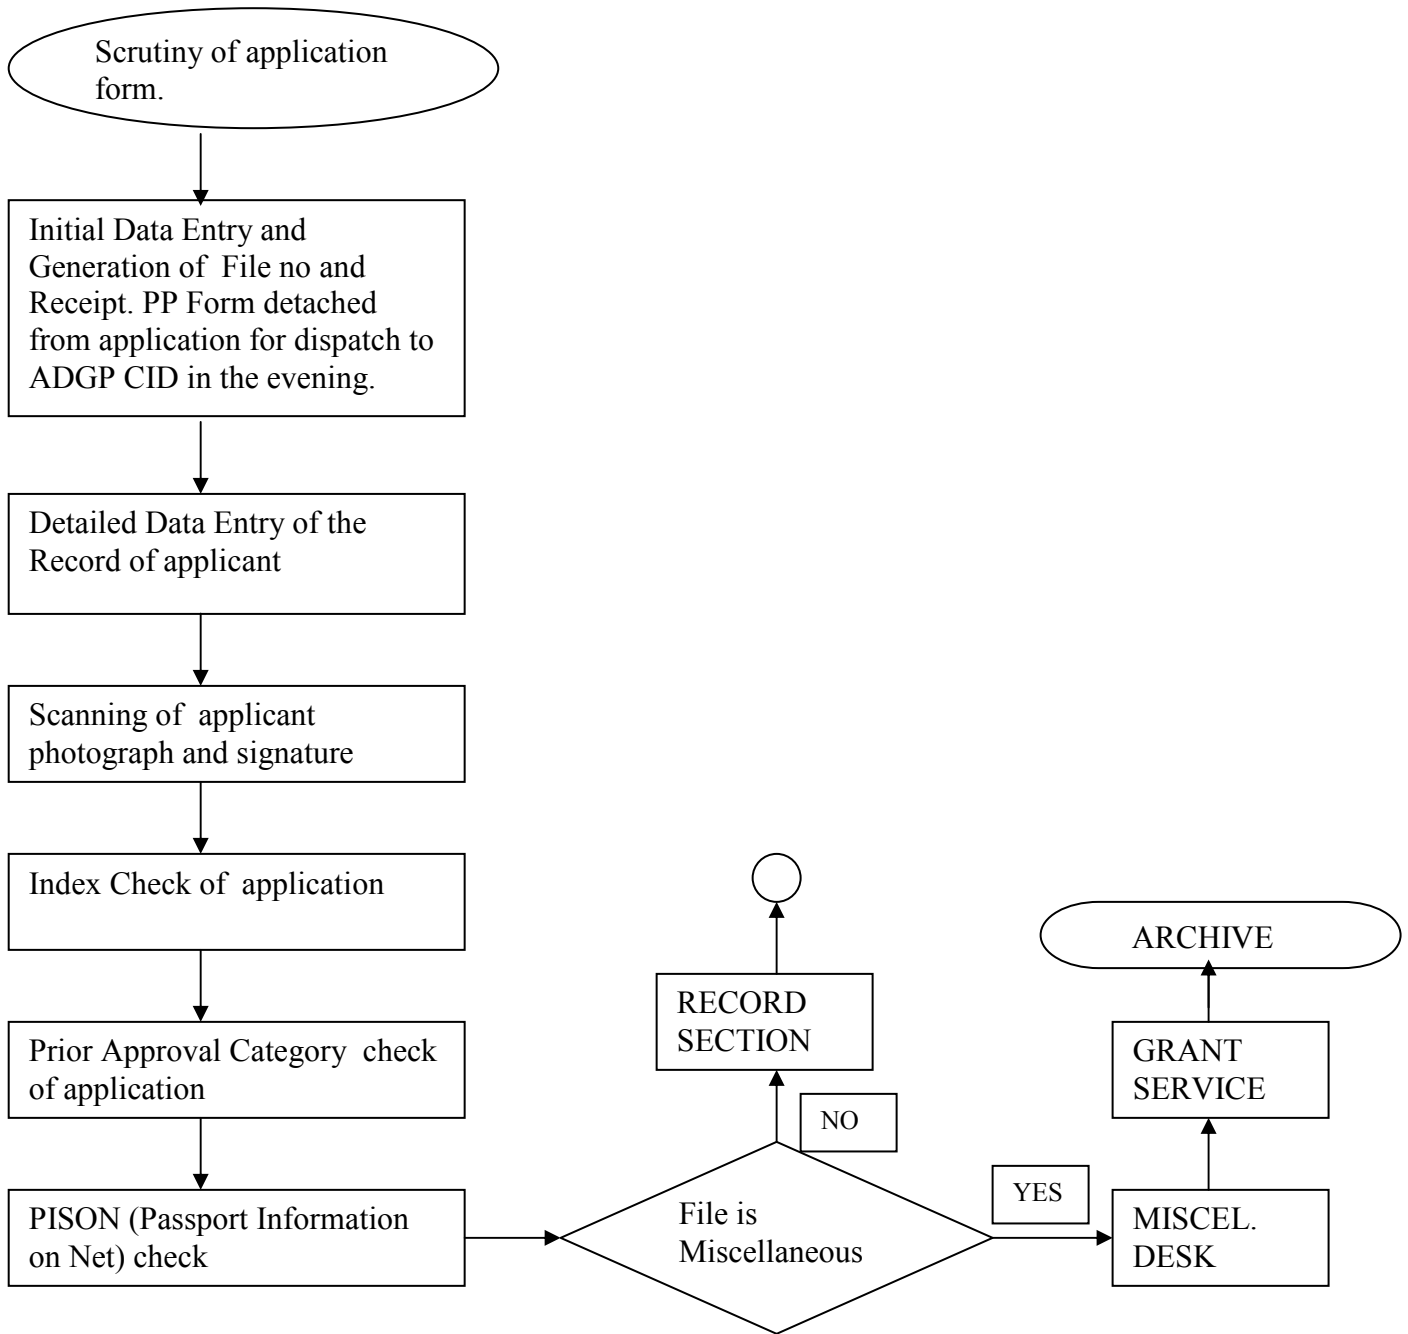 Scrutiny of application
form.
Initial Data Entry and
Generation of  File no and
Receipt. PP Form detached
from application for dispatch to
ADGP CID in the evening.
Detailed Data Entry of the
Record of applicant
Scanning of  applicant
photograph and signature
Index Check of  application
Prior Approval Category  check
of application
PISON (Passport Information
on Net) check
File is
Miscellaneous
NO
RECORD
SECTION
YES
MISCEL.
DESK
GRANT
SERVICE
ARCHIVE